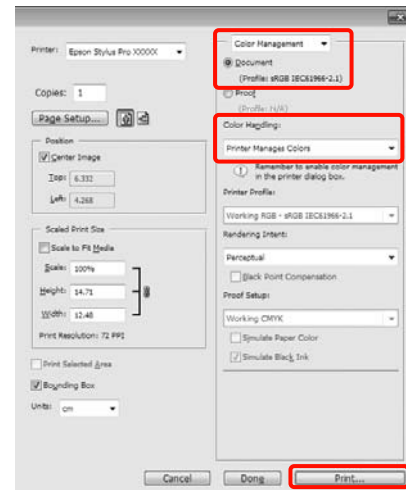 Printer: Epson Stylus Pro XXXXX
Copies: 1
Page Setup...
Position
Center Image
Top: 6.332
Left: 4.268
Scaled Print Size
Scale to Fit Media
Scale: 100%
Height: 14.71
Width: 12.48
Print Resolution: 72 PPI
Print Selected Area
Bounding Box
Units: cm
Color Management
Document
(Profile: sRGB IEC61966-2.1)
Proof
(Profile: N/A)
Color Handling:
Printer Manages Colors
Remember to enable color management
in the printer dialog box.
Printer Profile:
Working RGB - sRGB IEC61966-2.1
Rendering Intent:
Perceptual
Black Point Compensation
Proof Setup:
Working CMYK
Simulate Paper Color
Simulate Black Ink
Cancel
Done
Print...